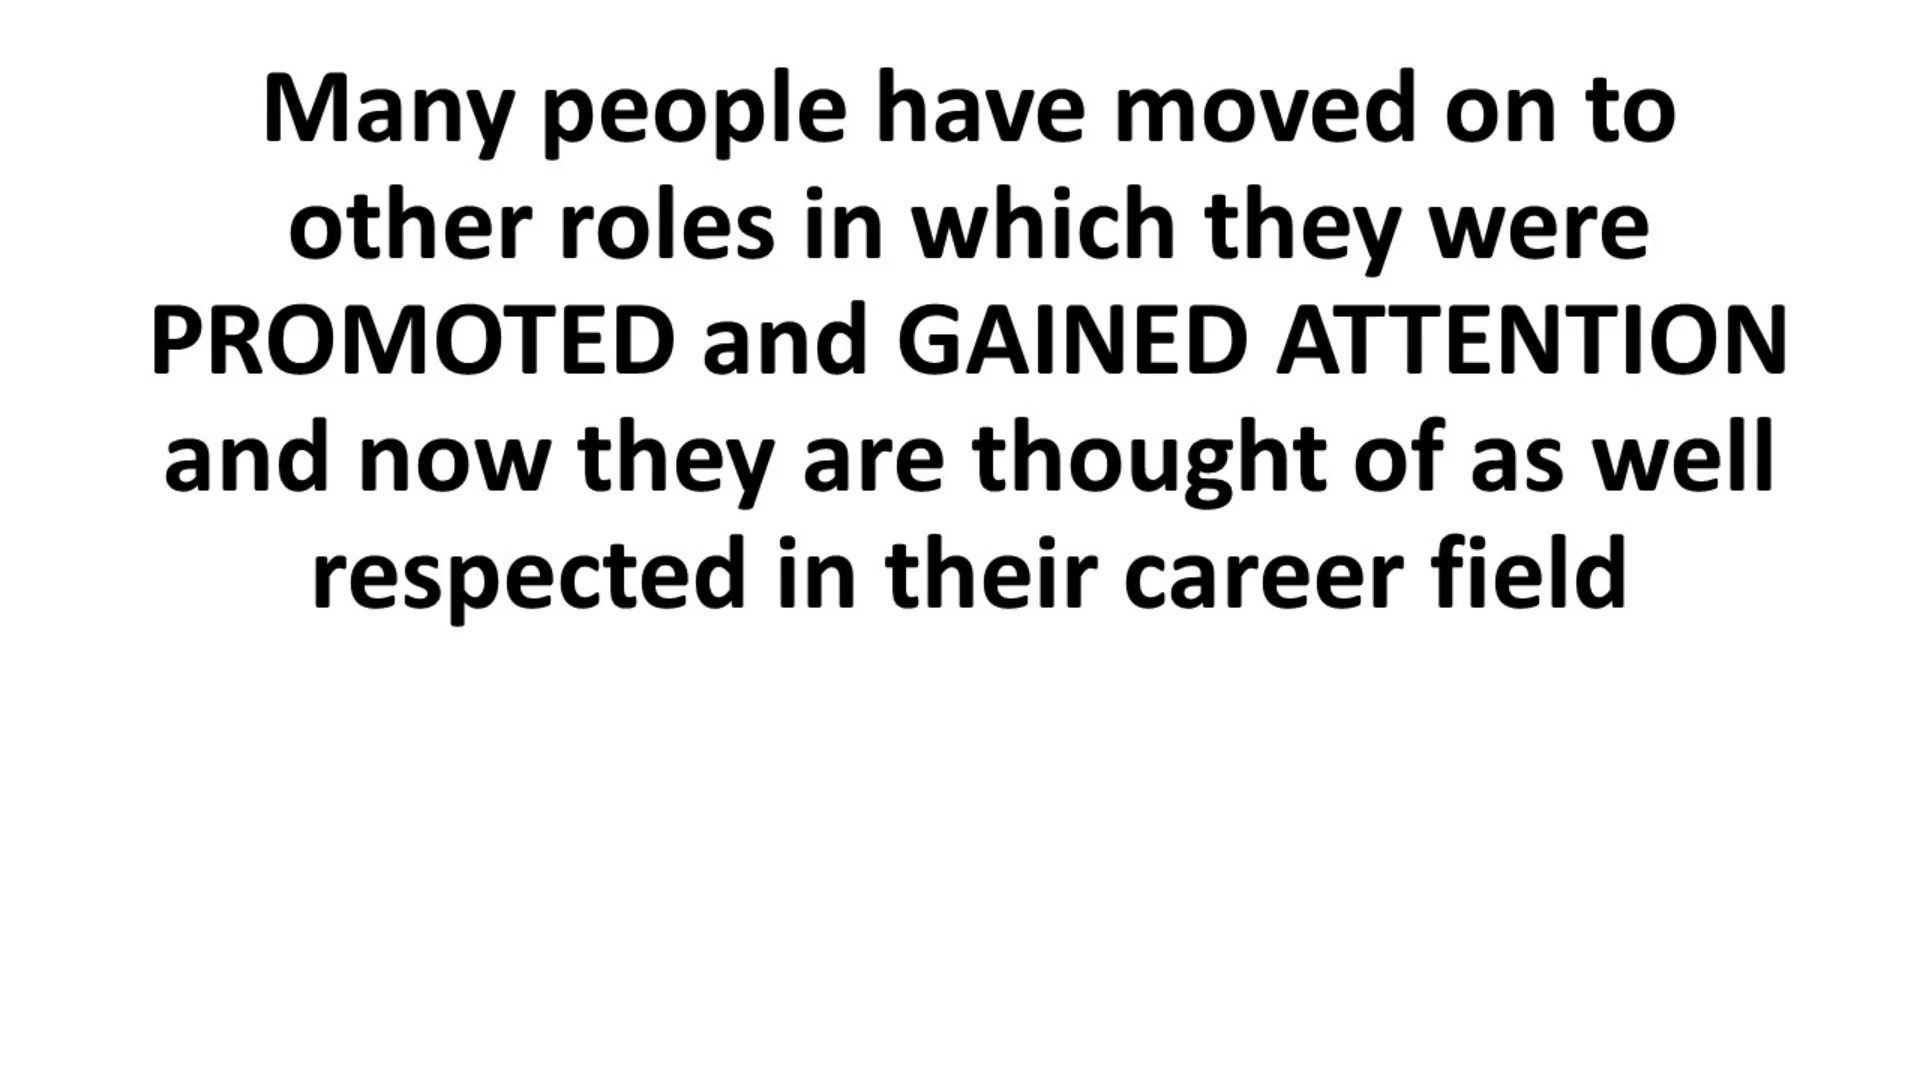 Many people have moved on to
other roles in which they were
PROMOTED and GAINED ATTENTION
and now they are thought of as well
respected in their career field